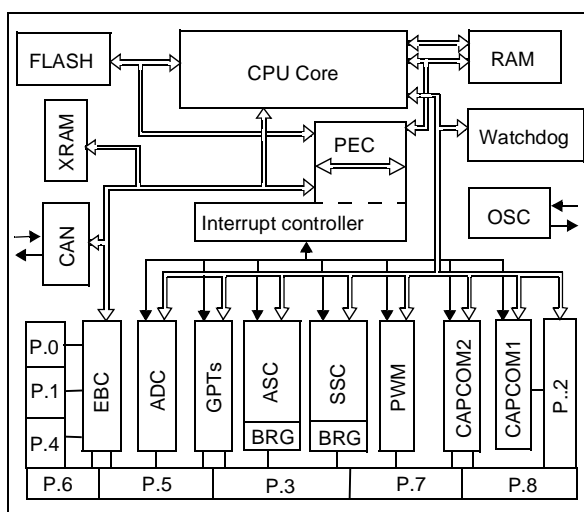 FLASH
CPU Core
RAM
XRAM
PEC
Watchdog
CAN
Interrupt controller
OSC
P.0
P.1
P.4
EBC
ADC
GPTs
ASC
BRG
SSC
BRG
PWM
CAPCOM2
CAPCOM1
P..2
P.6
P.5
P.3
P.7
P.8